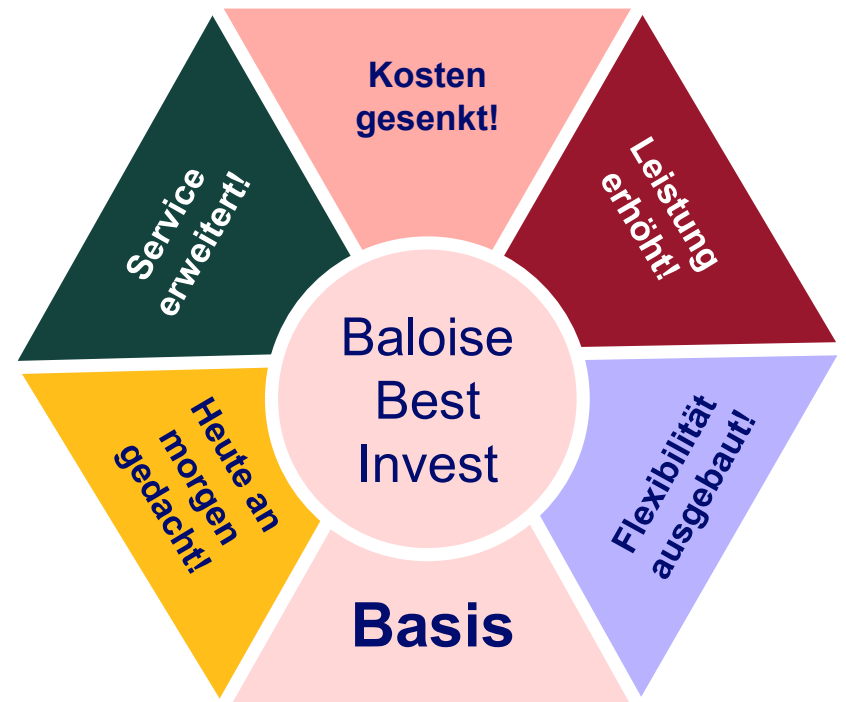 Kosten
gesenkt!
Leistung
erhöht!
Service
erweitert!
Baloise
Best
Invest
Heute an
morgen
gedacht!
Flexibilität
ausgebaut!
Basis